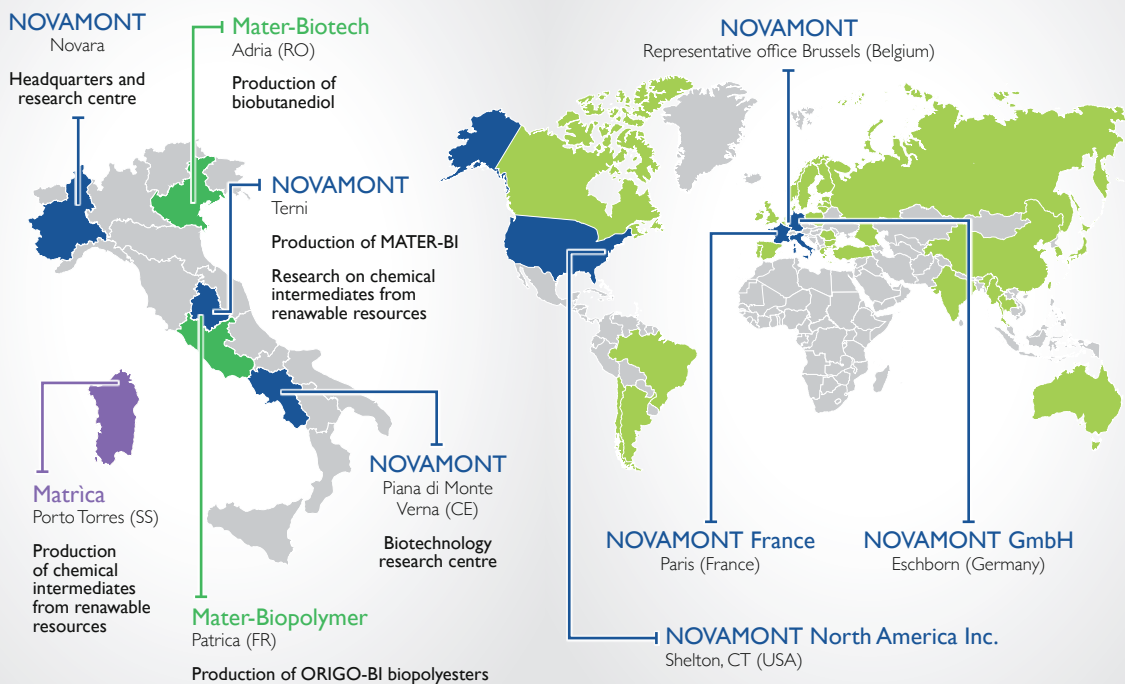 NOVAMONT
Novara
Headquarters and
research centre
Mater-Biotech
Adria (RO)
Production of
biobutanediol
NOVAMONT
Terni
Production of MATER-BI
Research on chemical
intermediates from
renawable resources
Matrìca
Porto Torres (SS)
Production
of chemical
intermediates
from renawable
resources
NOVAMONT
Piana di Monte
Verna (CE)
Biotechnology
research centre
Mater-Biopolymer
Patrica (FR)
Production of ORIGO-BI biopolyesters
NOVAMONT
Representative office Brussels (Belgium)
NOVAMONT France
Paris (France)
NOVAMONT GmbH
Eschborn (Germany)
NOVAMONT North America Inc.
Shelton, CT (USA)